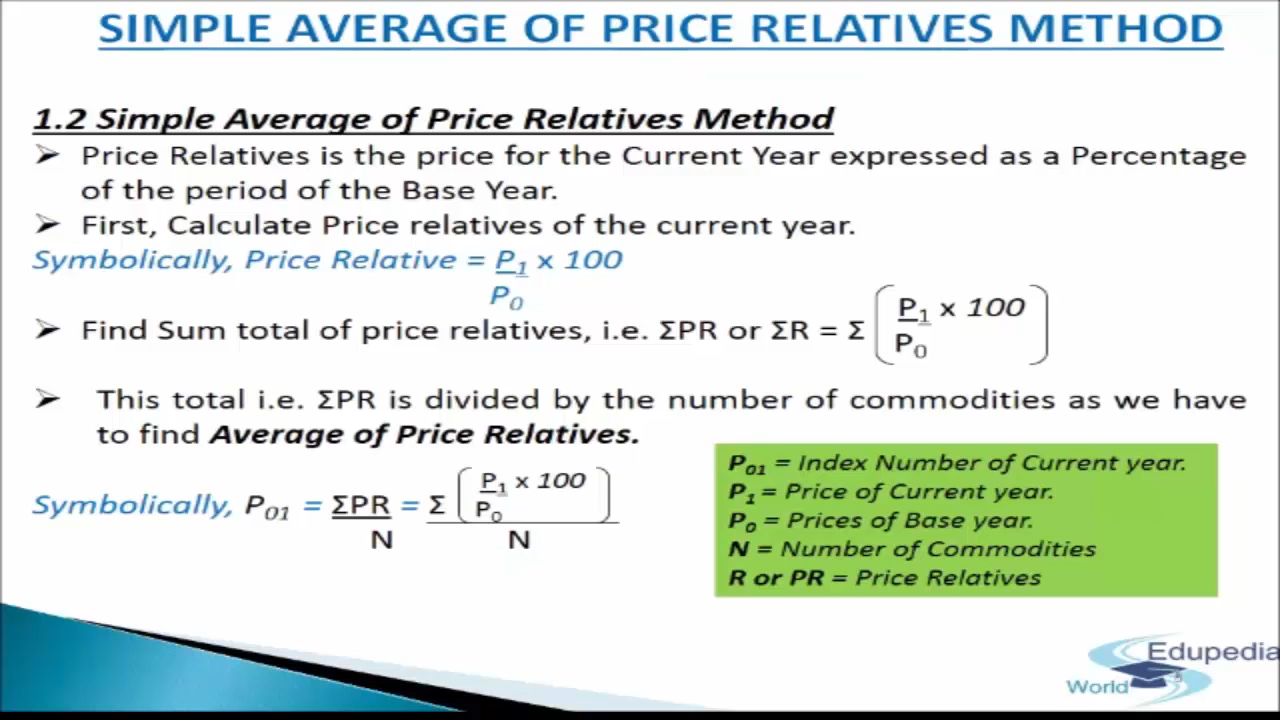 SIMPLE AVERAGE OF PRICE RELATIVES METHOD
1.2 Simple Average of Price Relatives Method
➢ Price Relatives is the price for the Current Year expressed as a Percentage
of the period of the Base Year.
➢ First, Calculate Price relatives of the current year.
Symbolically, Price Relative = P₁ x 100
P₀
➢ Find Sum total of price relatives, i.e. ΣPR or ΣR = Σ ( P₁ x 100
P₀ )
➢ This total i.e. ΣPR is divided by the number of commodities as we have
to find Average of Price Relatives.
Symbolically, P₀₁ = ΣPR = Σ ( P₁ x 100
P₀ )
N N
P₀₁ = Index Number of Current year.
P₁ = Price of Current year.
P₀ = Prices of Base year.
N = Number of Commodities
R or PR = Price Relatives
Edupedia
World